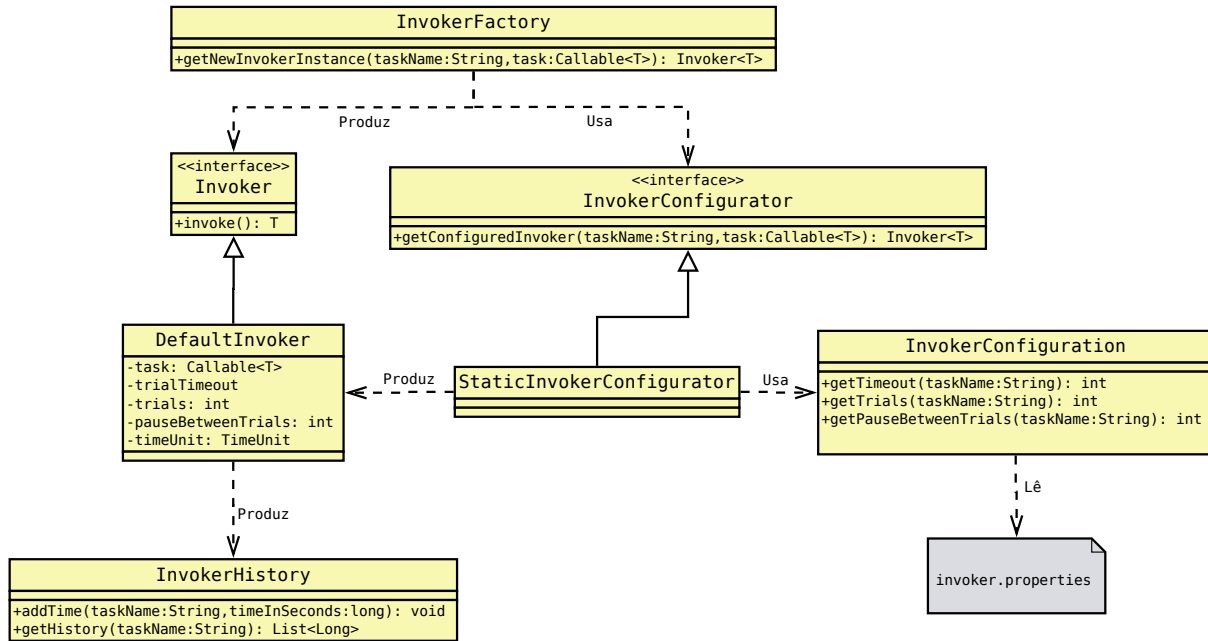 InvokerFactory
+getNewInvokerInstance(taskName:String,task:Callable<T>): Invoker<T>
Produz
Usa
<<interface>>
Invoker
+invoke(): T
<<interface>>
InvokerConfigurator
+getConfiguredInvoker(taskName:String,task:Callable<T>): Invoker<T>
DefaultInvoker
-task: Callable<T>
-trialTimeout
-trials: int
-pauseBetweenTrials: int
-timeUnit: TimeUnit
Produz
StaticInvokerConfigurator
Usa
InvokerConfiguration
+getTimeout(taskName:String): int
+getTrials(taskName:String): int
+getPauseBetweenTrials(taskName:String): int
Produz
Lê
InvokerHistory
+addTime(taskName:String,timeInSeconds:long): void
+getHistory(taskName:String): List<Long>
invoker.properties